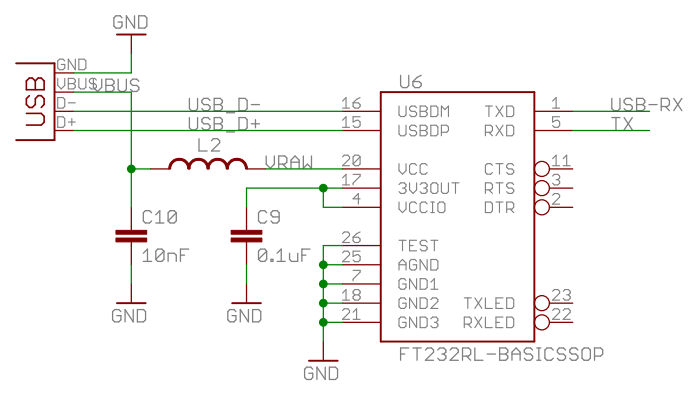 GND
USB
GND
VBUS VBUS
D-
D+
USB_D-
USB_D+
L2
VRAW
C10
10nF
GND
C9
0.1uF
GND
GND
U6
16 USBDM TXD 1 USB-RX
15 USBDP RXD 5 TX
20 VCC CTS 11
17 3V3OUT RTS 3
4 VCCIO DTR 2
26 TEST
25 AGND
7 GND1
18 GND2 TXLED 23
21 GND3 RXLED 22
FT232RL-BASICSSOP